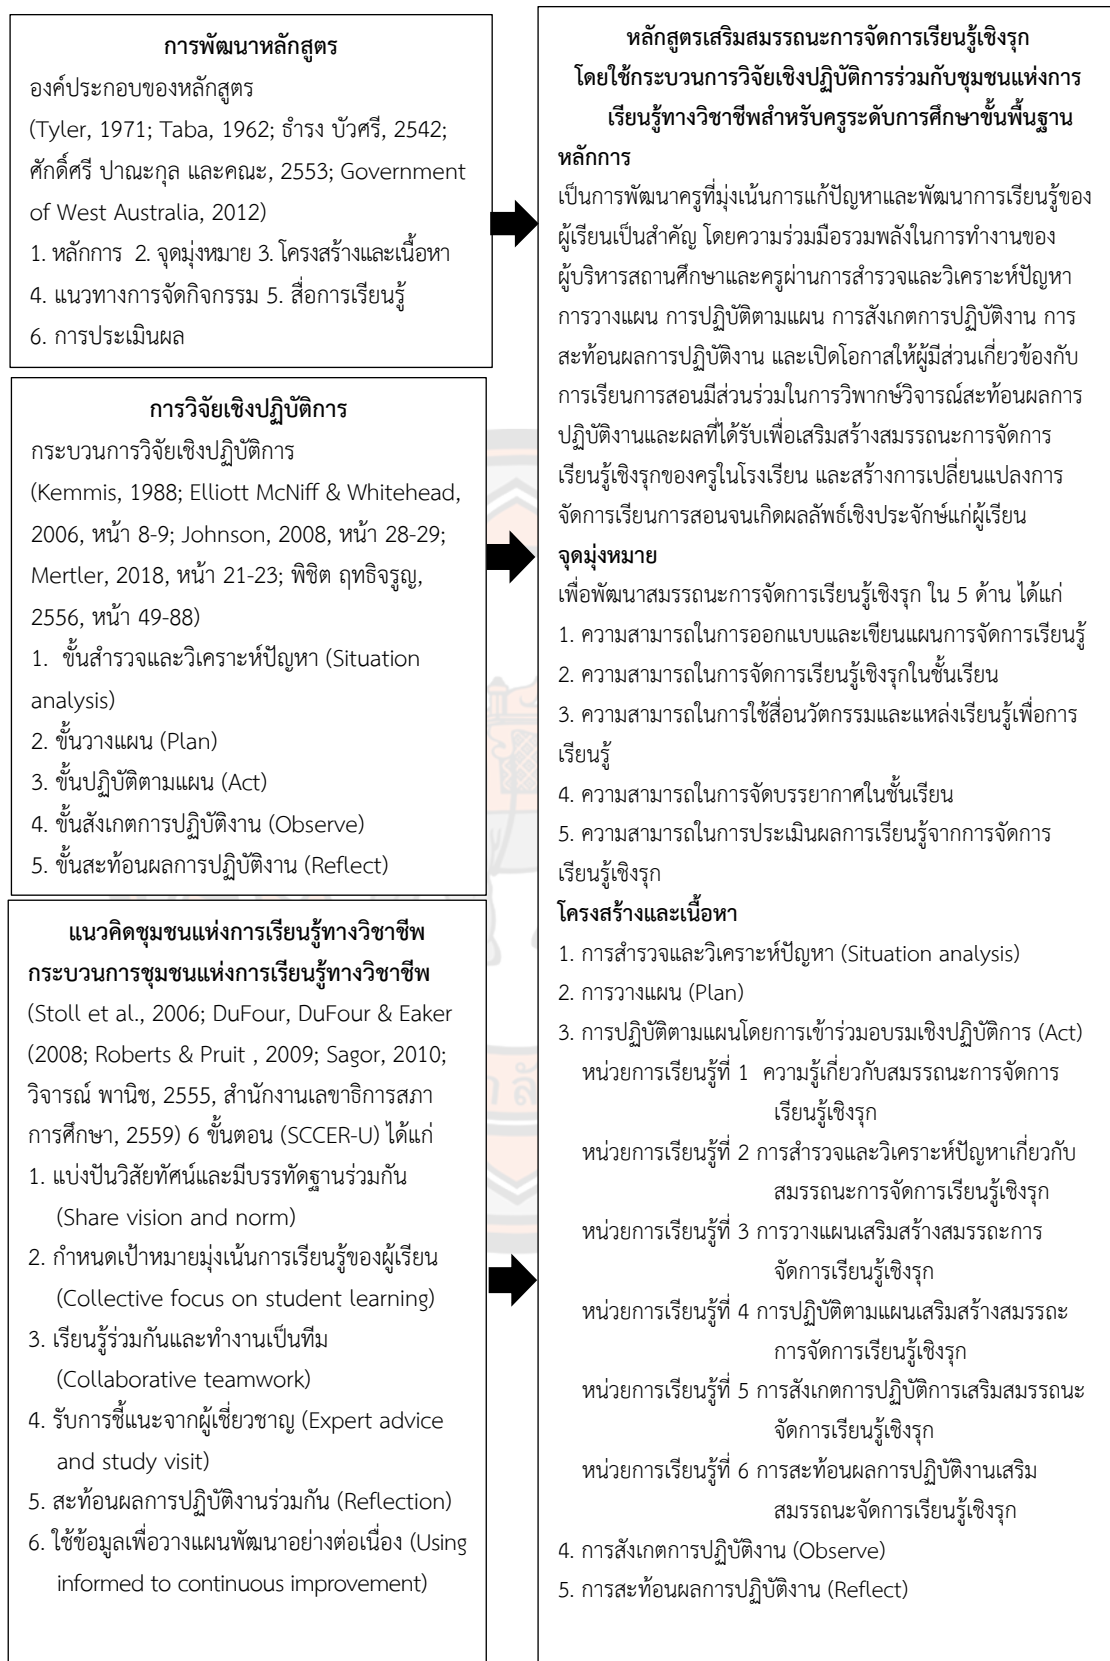 การพัฒนาหลักสูตร
องค์ประกอบของหลักสูตร
(Tyler, 1971; Taba, 1962; ธำรง บัวศรี, 2542;
ศักดิ์ศรี ปาณะกุล และคณะ, 2553; Government
of West Australia, 2012)
1. หลักการ 2. จุดมุ่งหมาย 3. โครงสร้างและเนื้อหา
4. แนวทางการจัดกิจกรรม 5. สื่อการเรียนรู้
6. การประเมินผล
การวิจัยเชิงปฏิบัติการ
กระบวนการวิจัยเชิงปฏิบัติการ
(Kemmis, 1988; Elliott McNiff & Whitehead,
2006, หน้า 8-9; Johnson, 2008, หน้า 28-29;
Mertler, 2018, หน้า 21-23; พิชิต ฤทธิจรูญ,
2556, หน้า 49-88)
1. ขั้นสำรวจและวิเคราะห์ปัญหา (Situation
analysis)
2. ขั้นวางแผน (Plan)
3. ขั้นปฏิบัติตามแผน (Act)
4. ขั้นสังเกตการปฏิบัติงาน (Observe)
5. ขั้นสะท้อนผลการปฏิบัติงาน (Reflect)
แนวคิดชุมชนแห่งการเรียนรู้ทางวิชาชีพ
กระบวนการชุมชนแห่งการเรียนรู้ทางวิชาชีพ
(Stoll et al., 2006; DuFour, DuFour & Eaker
(2008; Roberts & Pruit , 2009; Sagor, 2010;
วิจารณ์ พานิช, 2555, สำนักงานเลขาธิการสภา
การศึกษา, 2559) 6 ขั้นตอน (SCCER-U) ได้แก่
1. แบ่งปันวิสัยทัศน์และมีบรรทัดฐานร่วมกัน
(Share vision and norm)
2. กำหนดเป้าหมายมุ่งเน้นการเรียนรู้ของผู้เรียน
(Collective focus on student learning)
3. เรียนรู้ร่วมกันและทำงานเป็นทีม
(Collaborative teamwork)
4. รับการชี้แนะจากผู้เชี่ยวชาญ (Expert advice
and study visit)
5. สะท้อนผลการปฏิบัติงานร่วมกัน (Reflection)
6. ใช้ข้อมูลเพื่อวางแผนพัฒนาอย่างต่อเนื่อง (Using
informed to continuous improvement)
หลักสูตรเสริมสมรรถนะการจัดการเรียนรู้เชิงรุก
โดยใช้กระบวนการวิจัยเชิงปฏิบัติการร่วมกับชุมชนแห่งการ
เรียนรู้ทางวิชาชีพสำหรับครูระดับการศึกษาขั้นพื้นฐาน
หลักการ
เป็นการพัฒนาครูที่มุ่งเน้นการแก้ปัญหาและพัฒนาการเรียนรู้ของ
ผู้เรียนเป็นสำคัญ โดยความร่วมมือรวมพลังในการทำงานของ
ผู้บริหารสถานศึกษาและครูผ่านการสำรวจและวิเคราะห์ปัญหา
การวางแผน การปฏิบัติตามแผน การสังเกตการปฏิบัติงาน การ
สะท้อนผลการปฏิบัติงาน และเปิดโอกาสให้ผู้มีส่วนเกี่ยวข้องกับ
การเรียนการสอนมีส่วนร่วมในการวิพากษ์วิจารณ์สะท้อนผลการ
ปฏิบัติงานและผลที่ได้รับเพื่อเสริมสร้างสมรรถนะการจัดการ
เรียนรู้เชิงรุกของครูในโรงเรียน และสร้างการเปลี่ยนแปลงการ
จัดการเรียนการสอนจนเกิดผลลัพธ์เชิงประจักษ์แก่ผู้เรียน
จุดมุ่งหมาย
เพื่อพัฒนาสมรรถนะการจัดการเรียนรู้เชิงรุก ใน 5 ด้าน ได้แก่
1. ความสามารถในการออกแบบและเขียนแผนการจัดการเรียนรู้
2. ความสามารถในการจัดการเรียนรู้เชิงรุกในชั้นเรียน
3. ความสามารถในการใช้สื่อนวัตกรรมและแหล่งเรียนรู้เพื่อการ
เรียนรู้
4. ความสามารถในการจัดบรรยากาศในชั้นเรียน
5. ความสามารถในการประเมินผลการเรียนรู้จากการจัดการ
เรียนรู้เชิงรุก
โครงสร้างและเนื้อหา
1. การสำรวจและวิเคราะห์ปัญหา (Situation analysis)
2. การวางแผน (Plan)
3. การปฏิบัติตามแผนโดยการเข้าร่วมอบรมเชิงปฏิบัติการ (Act)
หน่วยการเรียนรู้ที่ 1 ความรู้เกี่ยวกับสมรรถนะการจัดการ
เรียนรู้เชิงรุก
หน่วยการเรียนรู้ที่ 2 การสำรวจและวิเคราะห์ปัญหาเกี่ยวกับ
สมรรถนะการจัดการเรียนรู้เชิงรุก
หน่วยการเรียนรู้ที่ 3 การวางแผนเสริมสร้างสมรรถะการ
จัดการเรียนรู้เชิงรุก
หน่วยการเรียนรู้ที่ 4 การปฏิบัติตามแผนเสริมสร้างสมรรถะ
การจัดการเรียนรู้เชิงรุก
หน่วยการเรียนรู้ที่ 5 การสังเกตการปฏิบัติการเสริมสมรรถนะ
จัดการเรียนรู้เชิงรุก
หน่วยการเรียนรู้ที่ 6 การสะท้อนผลการปฏิบัติงานเสริม
สมรรถนะจัดการเรียนรู้เชิงรุก
4. การสังเกตการปฏิบัติงาน (Observe)
5. การสะท้อนผลการปฏิบัติงาน (Reflect)